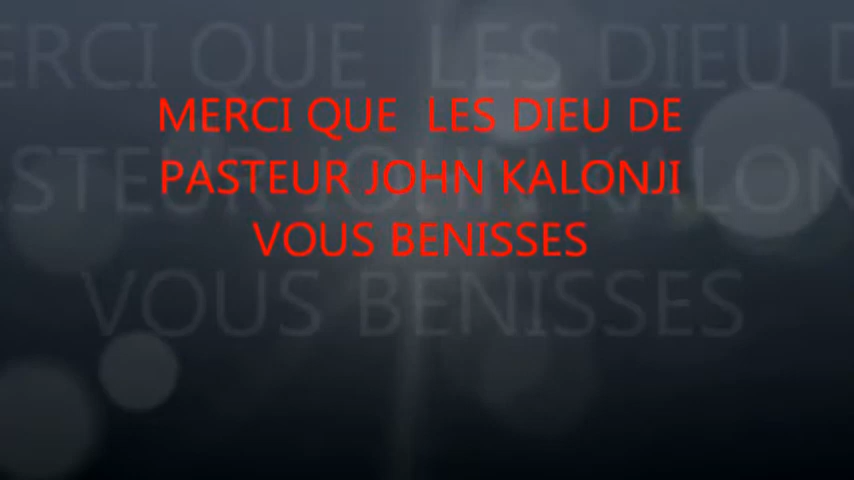 MERCI QUE  LES DIEU DE
PASTEUR JOHN KALONJI
VOUS BENISSES